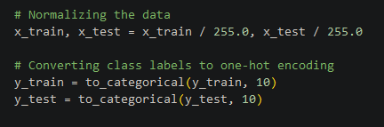 # Normalizing the data
x_train, x_test = x_train / 255.0, x_test / 255.0
# Converting class labels to one-hot encoding
y_train = to_categorical(y_train, 10)
y_test = to_categorical(y_test, 10)